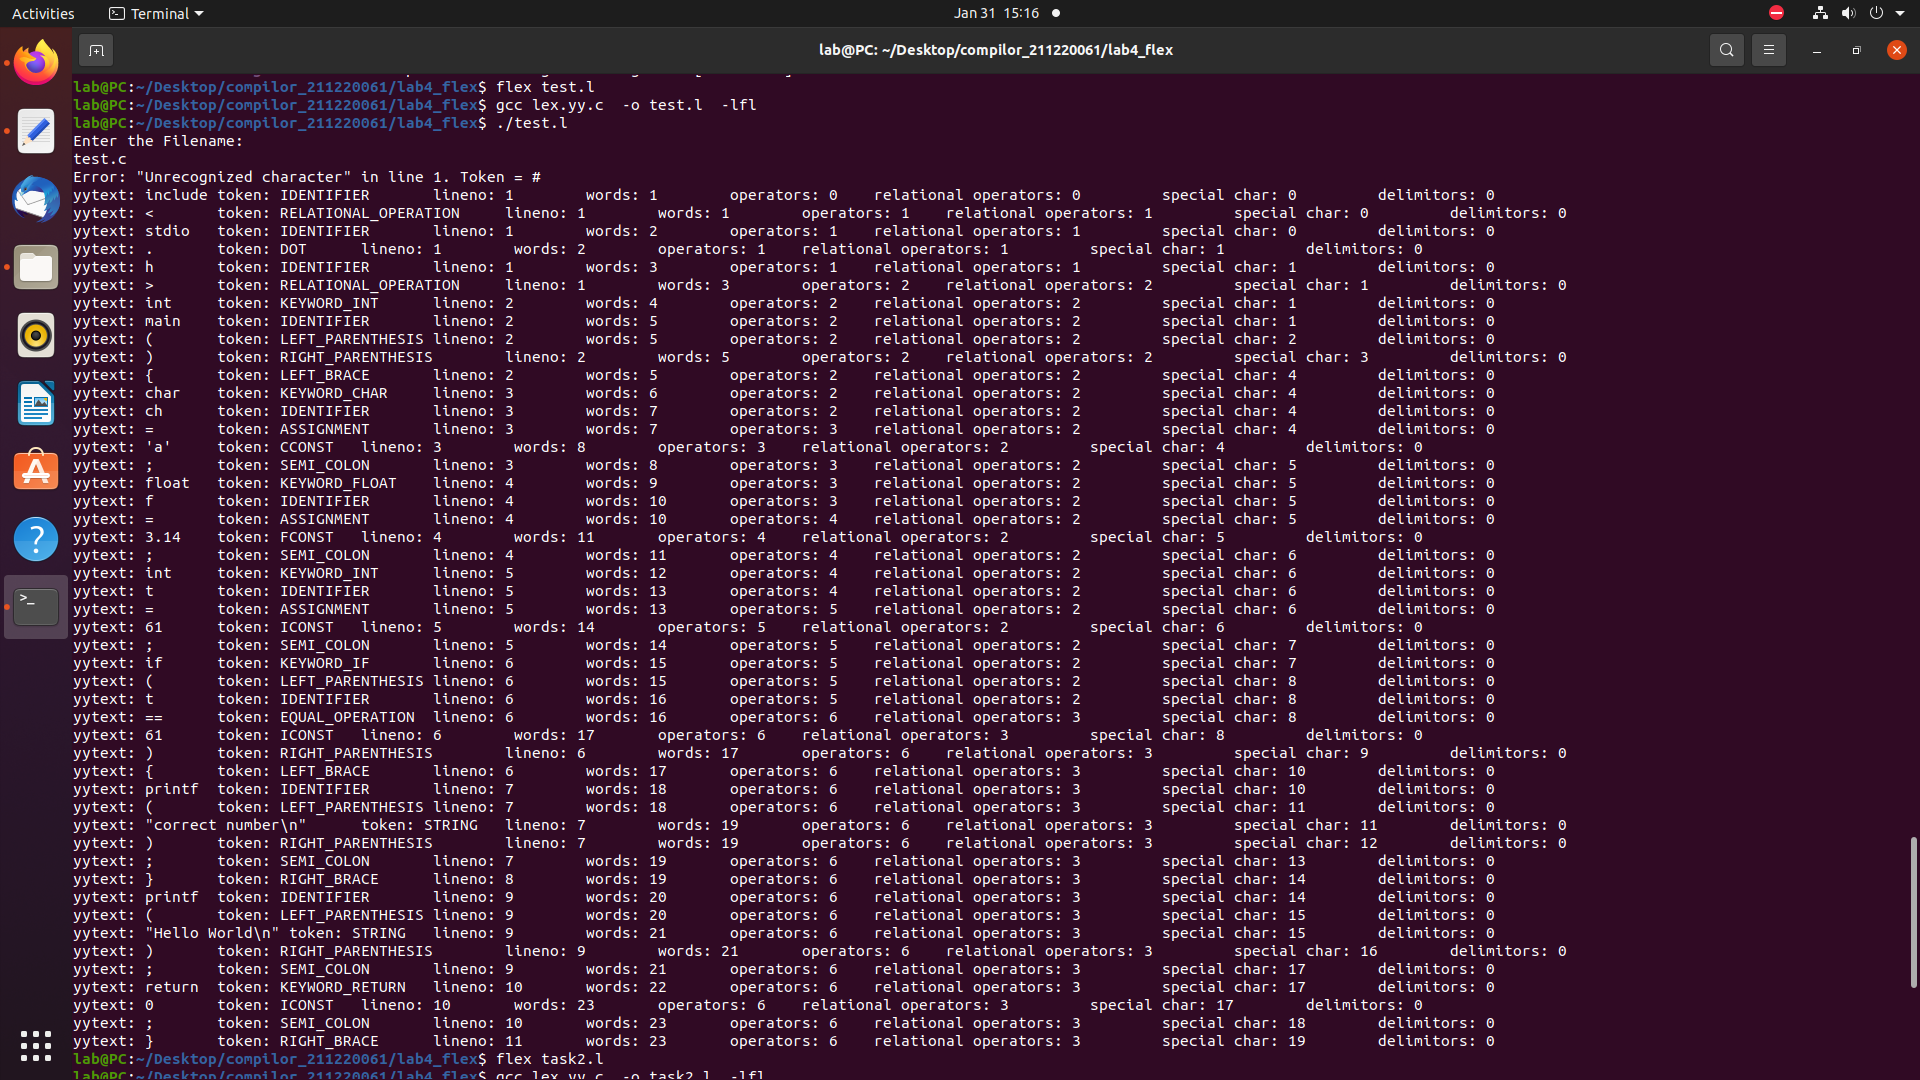 Activities Terminal Jan 31 15:16
lab@PC: ~/Desktop/compilor_211220061/lab4_flex
lab@PC:~/Desktop/compilor_211220061/lab4_flex$ flex test.l
lab@PC:~/Desktop/compilor_211220061/lab4_flex$ gcc lex.yy.c  -o test.l  -lfl
lab@PC:~/Desktop/compilor_211220061/lab4_flex$ ./test.l
Enter the Filename:
test.c
Error: "Unrecognized character" in line 1. Token = #
yytext: include token: IDENTIFIER lineno: 1 words: 1 operators: 0 relational operators: 0 special char: 0 delimitors: 0
yytext: < token: RELATIONAL_OPERATION lineno: 1 words: 1 operators: 1 relational operators: 1 special char: 0 delimitors: 0
yytext: stdio token: IDENTIFIER lineno: 1 words: 2 operators: 1 relational operators: 1 special char: 0 delimitors: 0
yytext: . token: DOT lineno: 1 words: 2 operators: 1 relational operators: 1 special char: 1 delimitors: 0
yytext: h token: IDENTIFIER lineno: 1 words: 3 operators: 1 relational operators: 1 special char: 1 delimitors: 0
yytext: > token: RELATIONAL_OPERATION lineno: 1 words: 3 operators: 2 relational operators: 2 special char: 1 delimitors: 0
yytext: int token: KEYWORD_INT lineno: 2 words: 4 operators: 2 relational operators: 2 special char: 1 delimitors: 0
yytext: main token: IDENTIFIER lineno: 2 words: 5 operators: 2 relational operators: 2 special char: 1 delimitors: 0
yytext: ( token: LEFT_PARENTHESIS lineno: 2 words: 5 operators: 2 relational operators: 2 special char: 2 delimitors: 0
yytext: ) token: RIGHT_PARENTHESIS lineno: 2 words: 5 operators: 2 relational operators: 2 special char: 3 delimitors: 0
yytext: { token: LEFT_BRACE lineno: 2 words: 5 operators: 2 relational operators: 2 special char: 4 delimitors: 0
yytext: char token: KEYWORD_CHAR lineno: 3 words: 6 operators: 2 relational operators: 2 special char: 4 delimitors: 0
yytext: ch token: IDENTIFIER lineno: 3 words: 7 operators: 2 relational operators: 2 special char: 4 delimitors: 0
yytext: = token: ASSIGNMENT lineno: 3 words: 7 operators: 3 relational operators: 2 special char: 4 delimitors: 0
yytext: 'a' token: CCONST lineno: 3 words: 8 operators: 3 relational operators: 2 special char: 4 delimitors: 0
yytext: ; token: SEMI_COLON lineno: 3 words: 8 operators: 3 relational operators: 2 special char: 5 delimitors: 0
yytext: float token: KEYWORD_FLOAT lineno: 4 words: 9 operators: 3 relational operators: 2 special char: 5 delimitors: 0
yytext: f token: IDENTIFIER lineno: 4 words: 10 operators: 3 relational operators: 2 special char: 5 delimitors: 0
yytext: = token: ASSIGNMENT lineno: 4 words: 10 operators: 4 relational operators: 2 special char: 5 delimitors: 0
yytext: 3.14 token: FCONST lineno: 4 words: 11 operators: 4 relational operators: 2 special char: 5 delimitors: 0
yytext: ; token: SEMI_COLON lineno: 4 words: 11 operators: 4 relational operators: 2 special char: 6 delimitors: 0
yytext: int token: KEYWORD_INT lineno: 5 words: 12 operators: 4 relational operators: 2 special char: 6 delimitors: 0
yytext: t token: IDENTIFIER lineno: 5 words: 13 operators: 4 relational operators: 2 special char: 6 delimitors: 0
yytext: = token: ASSIGNMENT lineno: 5 words: 13 operators: 5 relational operators: 2 special char: 6 delimitors: 0
yytext: 61 token: ICONST lineno: 5 words: 14 operators: 5 relational operators: 2 special char: 6 delimitors: 0
yytext: ; token: SEMI_COLON lineno: 5 words: 14 operators: 5 relational operators: 2 special char: 7 delimitors: 0
yytext: if token: KEYWORD_IF lineno: 6 words: 15 operators: 5 relational operators: 2 special char: 7 delimitors: 0
yytext: ( token: LEFT_PARENTHESIS lineno: 6 words: 15 operators: 5 relational operators: 2 special char: 8 delimitors: 0
yytext: t token: IDENTIFIER lineno: 6 words: 16 operators: 5 relational operators: 2 special char: 8 delimitors: 0
yytext: == token: EQUAL_OPERATION lineno: 6 words: 16 operators: 6 relational operators: 3 special char: 8 delimitors: 0
yytext: 61 token: ICONST lineno: 6 words: 17 operators: 6 relational operators: 3 special char: 8 delimitors: 0
yytext: ) token: RIGHT_PARENTHESIS lineno: 6 words: 17 operators: 6 relational operators: 3 special char: 9 delimitors: 0
yytext: { token: LEFT_BRACE lineno: 6 words: 17 operators: 6 relational operators: 3 special char: 10 delimitors: 0
yytext: printf token: IDENTIFIER lineno: 7 words: 18 operators: 6 relational operators: 3 special char: 10 delimitors: 0
yytext: ( token: LEFT_PARENTHESIS lineno: 7 words: 18 operators: 6 relational operators: 3 special char: 11 delimitors: 0
yytext: "correct number\n" token: STRING lineno: 7 words: 19 operators: 6 relational operators: 3 special char: 11 delimitors: 0
yytext: ) token: RIGHT_PARENTHESIS lineno: 7 words: 19 operators: 6 relational operators: 3 special char: 12 delimitors: 0
yytext: ; token: SEMI_COLON lineno: 7 words: 19 operators: 6 relational operators: 3 special char: 13 delimitors: 0
yytext: } token: RIGHT_BRACE lineno: 8 words: 19 operators: 6 relational operators: 3 special char: 14 delimitors: 0
yytext: printf token: IDENTIFIER lineno: 9 words: 20 operators: 6 relational operators: 3 special char: 14 delimitors: 0
yytext: ( token: LEFT_PARENTHESIS lineno: 9 words: 20 operators: 6 relational operators: 3 special char: 15 delimitors: 0
yytext: "Hello World\n" token: STRING lineno: 9 words: 21 operators: 6 relational operators: 3 special char: 15 delimitors: 0
yytext: ) token: RIGHT_PARENTHESIS lineno: 9 words: 21 operators: 6 relational operators: 3 special char: 16 delimitors: 0
yytext: ; token: SEMI_COLON lineno: 9 words: 21 operators: 6 relational operators: 3 special char: 17 delimitors: 0
yytext: return token: KEYWORD_RETURN lineno: 10 words: 22 operators: 6 relational operators: 3 special char: 17 delimitors: 0
yytext: 0 token: ICONST lineno: 10 words: 23 operators: 6 relational operators: 3 special char: 17 delimitors: 0
yytext: ; token: SEMI_COLON lineno: 10 words: 23 operators: 6 relational operators: 3 special char: 18 delimitors: 0
yytext: } token: RIGHT_BRACE lineno: 11 words: 23 operators: 6 relational operators: 3 special char: 19 delimitors: 0
lab@PC:~/Desktop/compilor_211220061/lab4_flex$ flex task2.l
lab@PC:~/Desktop/compilor_211220061/lab4_flex$ gcc lex.yy.c  -o task2.l  -lfl